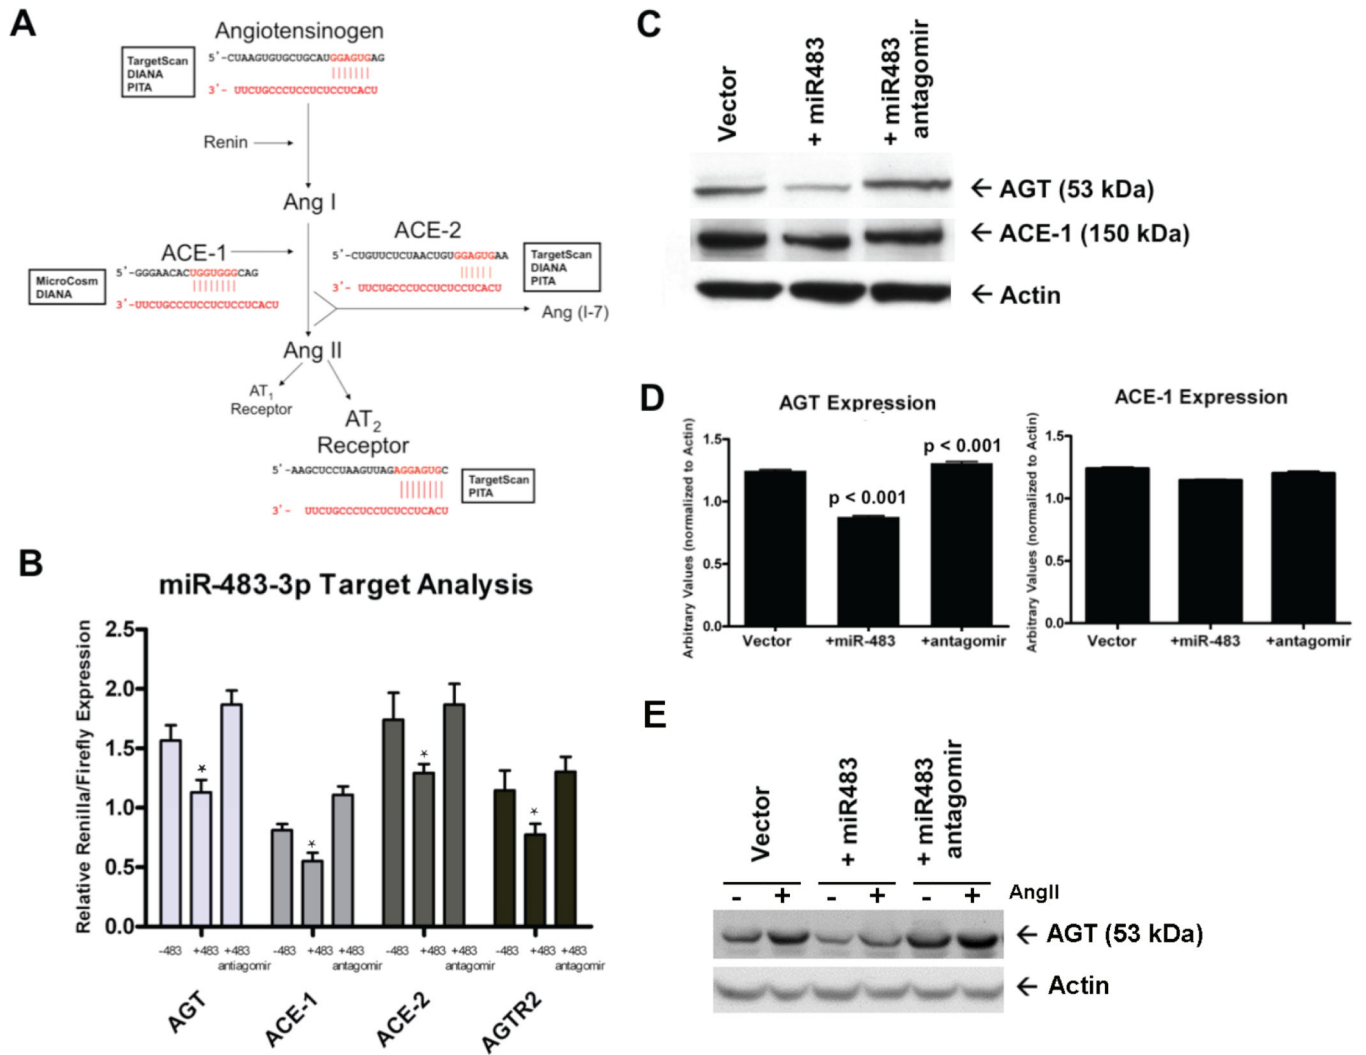 A
Angiotensinogen
TargetScan
DIANA
PITA
5'-CUAAGUGUGCUGCAUGGAGUGAG
3'- UUCUGCCCUCCUCUCCUCACU
Renin
Ang I
ACE-1
MicroCosm
DIANA
5'-GGGAACACUGGUGGGCAG
3'-UUCUGCCCUCCUCUCCUCACU
ACE-2
5'-CUGUUCUCUAACUGUGGAGUGAA
3'- UUCUGCCCUCCUCUCCUCACU
TargetScan
DIANA
PITA
Ang (I-7)
Ang II
AT1
Receptor
AT2
Receptor
5'-AAGCUCCUAAGUUAGAGGAGUGC
3'- UUCUGCCCUCCUCUCCUCACU
TargetScan
PITA
B
miR-483-3p Target Analysis
Relative Renilla/Firefly Expression
2.5
2.0
1.5
1.0
0.5
0.0
* * * *
-483 +483 +483 antiagomir
-483 +483 +483 antagomir
-483 +483 +483 antagomir
-483 +483 +483 antagomir
AGT
ACE-1
ACE-2
AGTR2
C
Vector
+ miR483
+ miR483 antagomir
← AGT (53 kDa)
← ACE-1 (150 kDa)
← Actin
D
AGT Expression
Arbitrary Values (normalized to Actin)
1.5
1.0
0.5
0.0
p < 0.001
p < 0.001
Vector +miR-483 +antagomir
ACE-1 Expression
Arbitrary Values (normalized to Actin)
1.5
1.0
0.5
0.0
Vector +miR-483 +antagomir
E
Vector
+ miR483
+ miR483 antagomir
- + - + - + AngII
← AGT (53 kDa)
← Actin